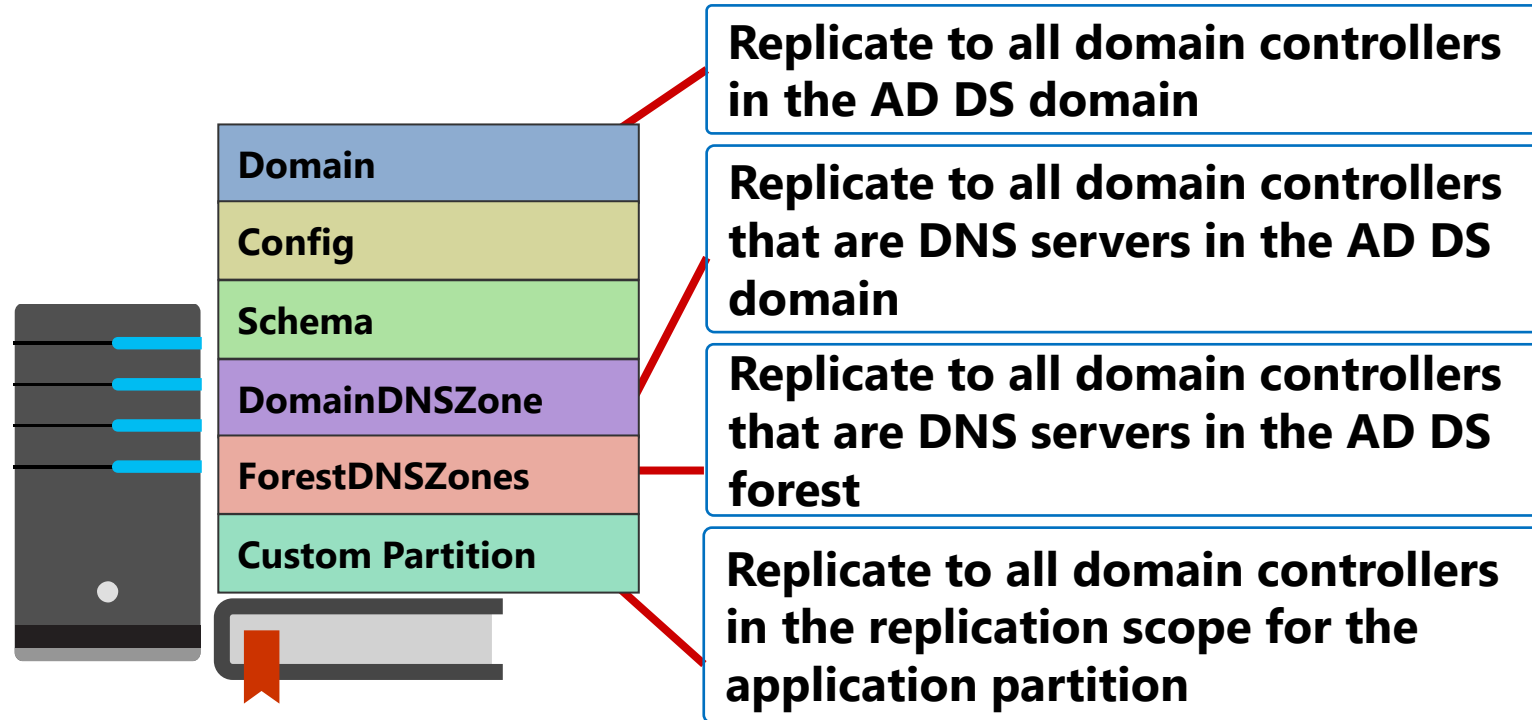 Replicate to all domain controllers
in the AD DS domain
Domain
Config
Schema
DomainDNSZone
ForestDNSZones
Custom Partition
Replicate to all domain controllers
that are DNS servers in the AD DS
domain
Replicate to all domain controllers
that are DNS servers in the AD DS
forest
Replicate to all domain controllers
in the replication scope for the
application partition